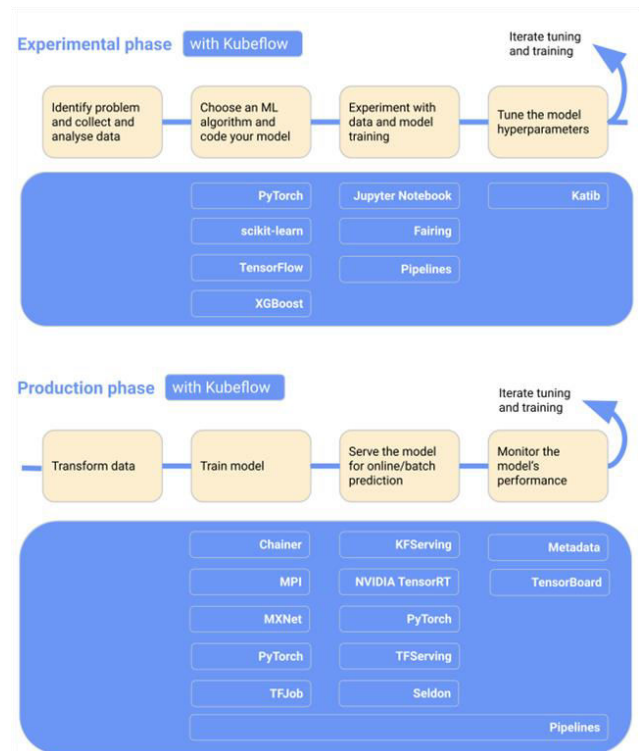 Experimental phase with Kubeflow
Iterate tuning
and training
Identify problem
and collect and
analyse data
Choose an ML
algorithm and
code your model
Experiment with
data and model
training
Tune the model
hyperparameters
PyTorch
scikit-learn
TensorFlow
XGBoost
Jupyter Notebook
Fairing
Pipelines
Katib
Production phase with Kubeflow
Iterate tuning
and training
Transform data
Train model
Serve the model
for online/batch
prediction
Monitor the
model's
performance
Chainer
MPI
MXNet
PyTorch
TFJob
KFServing
NVIDIA TensorRT
PyTorch
TFServing
Seldon
Metadata
TensorBoard
Pipelines